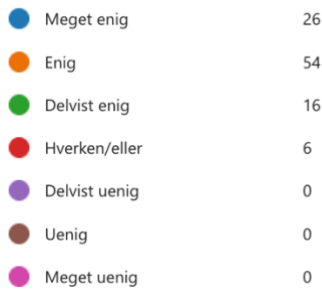 Meget enig 26
Enig 54
Delvist enig 16
Hverken/eller 6
Delvist uenig 0
Uenig 0
Meget uenig 0